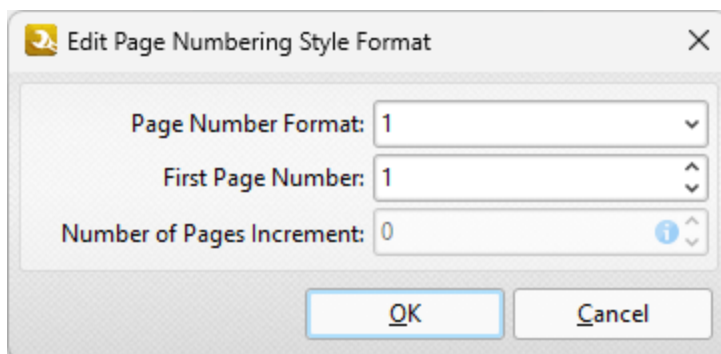 Edit Page Numbering Style Format
Page Number Format: 1
First Page Number: 1
Number of Pages Increment: 0
OK Cancel